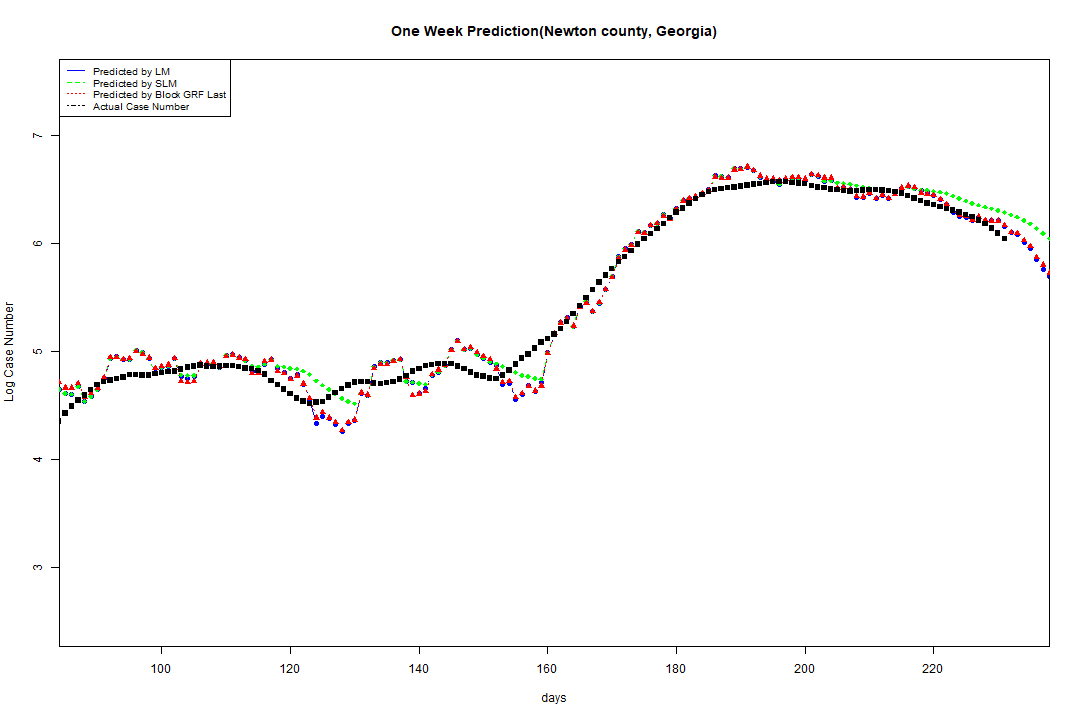 One Week Prediction(Newton county, Georgia)
Predicted by LM
Predicted by SLM
Predicted by Block GRF Last
Actual Case Number
7
6
5
4
3
Log Case Number
100 120 140 160 180 200 220
days